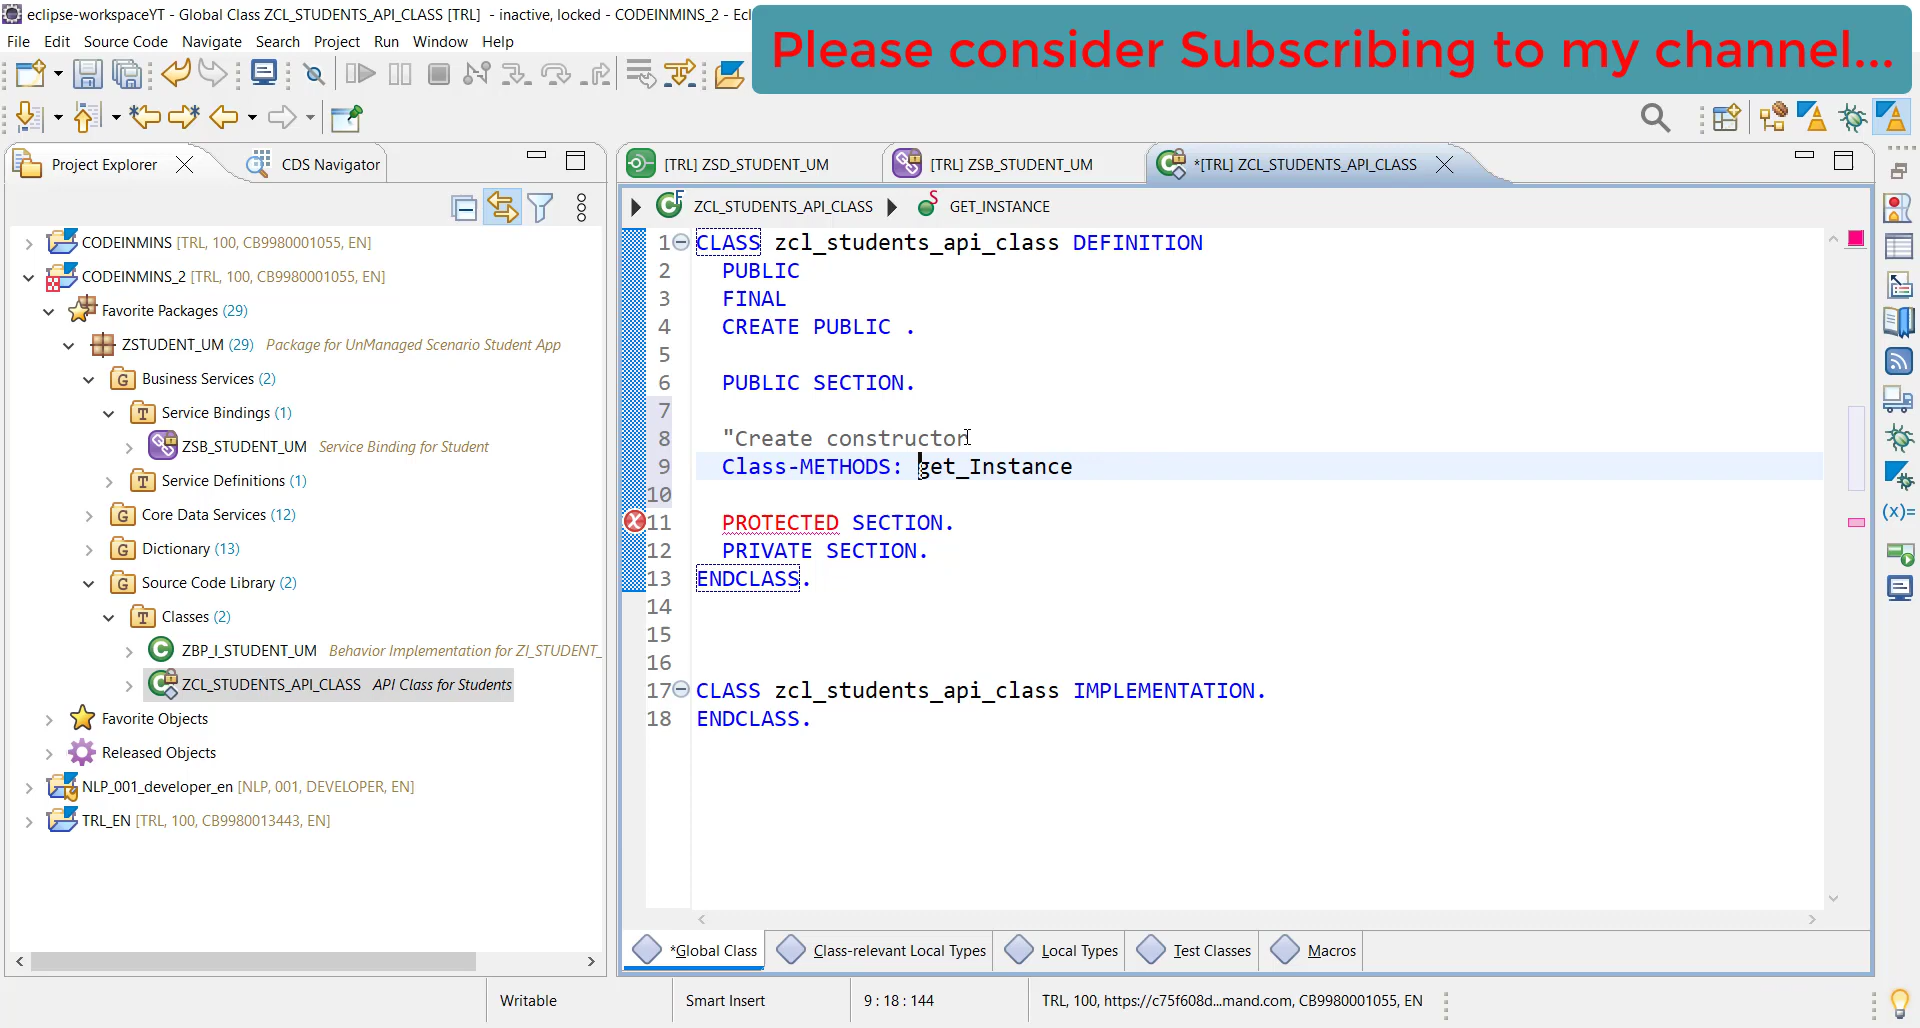 eclipse-workspaceYT - Global Class ZCL_STUDENTS_API_CLASS [TRL] - inactive, locked - CODEINMINS_2 - Ec
Please consider Subscribing to my channel...
File Edit Source Code Navigate Search Project Run Window Help
Project Explorer
CDS Navigator
[TRL] ZSD_STUDENT_UM
[TRL] ZSB_STUDENT_UM
*[TRL] ZCL_STUDENTS_API_CLASS
ZCL_STUDENTS_API_CLASS
GET_INSTANCE
CODEINMINS [TRL, 100, CB9980001055, EN]
CODEINMINS_2 [TRL, 100, CB9980001055, EN]
Favorite Packages (29)
ZSTUDENT_UM (29) Package for UnManaged Scenario Student App
Business Services (2)
Service Bindings (1)
ZSB_STUDENT_UM Service Binding for Student
Service Definitions (1)
Core Data Services (12)
Dictionary (13)
Source Code Library (2)
Classes (2)
ZBP_I_STUDENT_UM Behavior Implementation for ZI_STUDENT_
ZCL_STUDENTS_API_CLASS API Class for Students
Favorite Objects
Released Objects
NLP_001_developer_en [NLP, 001, DEVELOPER, EN]
TRL_EN [TRL, 100, CB9980013443, EN]
1 CLASS zcl_students_api_class DEFINITION
2 PUBLIC
3 FINAL
4 CREATE PUBLIC .
5
6 PUBLIC SECTION.
7
8 "Create constructor
9 Class-METHODS: get_Instance
10
11 PROTECTED SECTION.
12 PRIVATE SECTION.
13 ENDCLASS.
14
15
16
17 CLASS zcl_students_api_class IMPLEMENTATION.
18 ENDCLASS.
*Global Class
Class-relevant Local Types
Local Types
Test Classes
Macros
Writable
Smart Insert
9 : 18 : 144
TRL, 100, https://c75f608d...mand.com, CB9980001055, EN